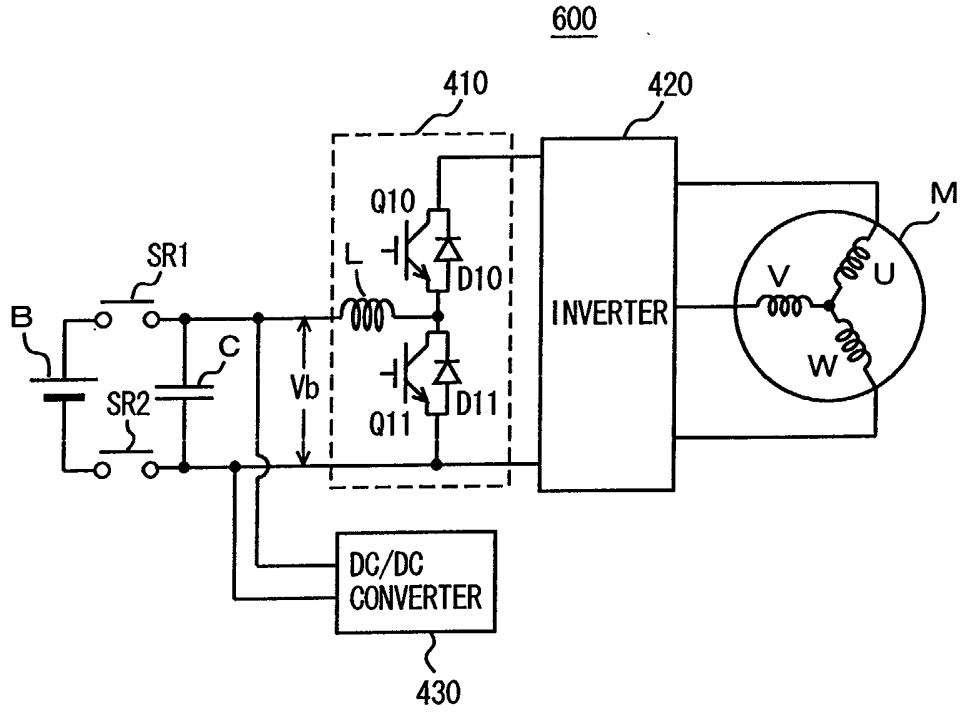 600
410
420
Q10
M
SR1
L
D10
V
U
B
INVERTER
C
W
SR2
Vb
Q11
D11
DC/DC
CONVERTER
430